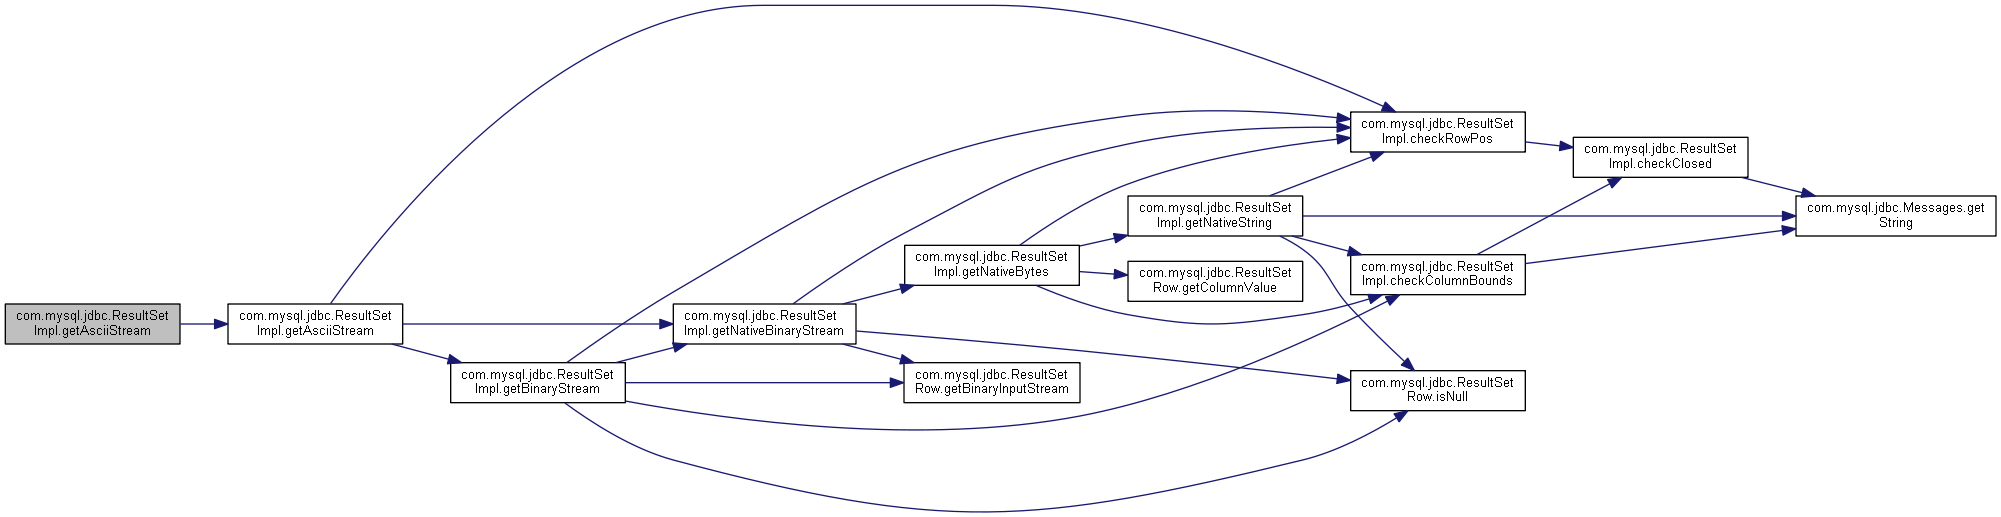 com.mysql.jdbc.ResultSet
Impl.getAsciiStream
com.mysql.jdbc.ResultSet
Impl.getAsciiStream
com.mysql.jdbc.ResultSet
Impl.getBinaryStream
com.mysql.jdbc.ResultSet
Impl.getNativeBinaryStream
com.mysql.jdbc.ResultSet
Impl.getNativeBytes
com.mysql.jdbc.ResultSet
Row.getBinaryInputStream
com.mysql.jdbc.ResultSet
Impl.getNativeString
com.mysql.jdbc.ResultSet
Row.getColumnValue
com.mysql.jdbc.ResultSet
Impl.checkRowPos
com.mysql.jdbc.ResultSet
Impl.checkColumnBounds
com.mysql.jdbc.ResultSet
Row.isNull
com.mysql.jdbc.ResultSet
Impl.checkClosed
com.mysql.jdbc.Messages.get
String